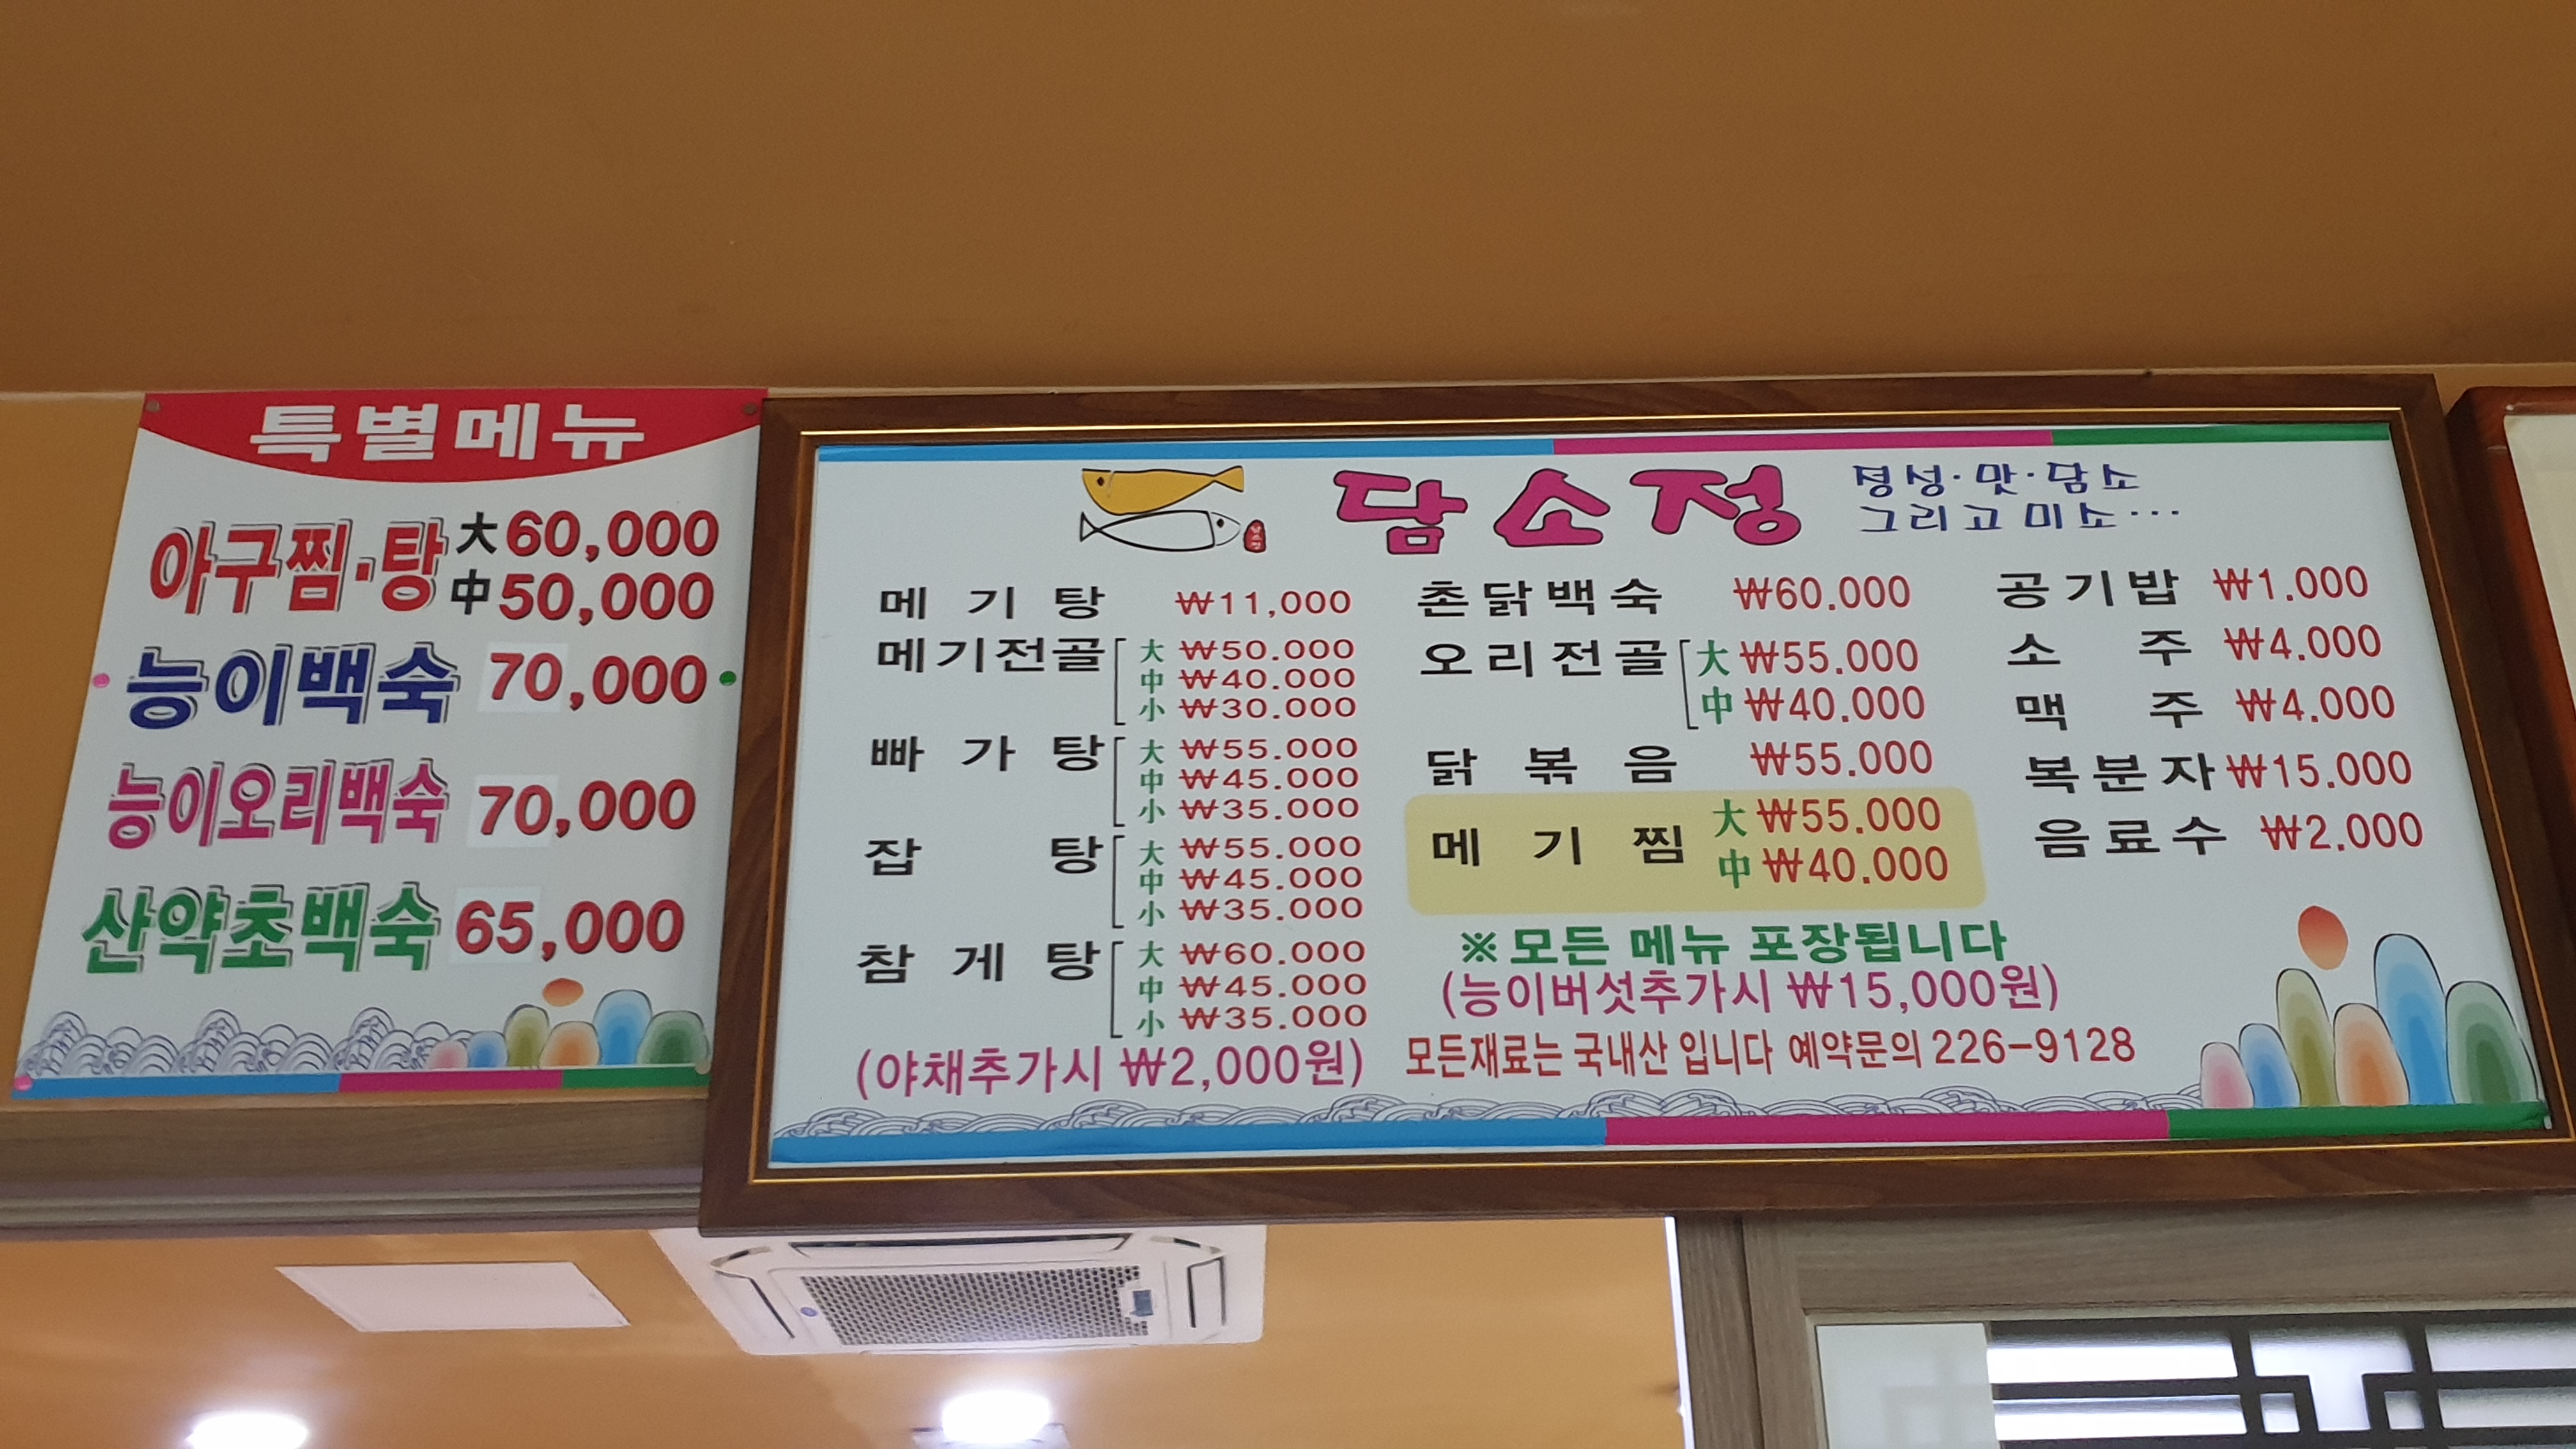 특별메뉴
아구찜·탕 大 60,000
中 50,000
능이백숙 70,000
능이오리백숙 70,000
산약초백숙 65,000
담소정
정성·맛·담소
그리고 미소···
메기탕 ₩11,000
메기전골 大 ₩50.000
中 ₩40.000
小 ₩30.000
빠가탕 大 ₩55.000
中 ₩45.000
小 ₩35.000
잡탕 大 ₩55.000
中 ₩45.000
小 ₩35.000
참게탕 大 ₩60.000
中 ₩45.000
小 ₩35.000
(야채추가시 ₩2,000원)
촌닭백숙 ₩60.000
오리전골 大 ₩55.000
中 ₩40.000
닭볶음 ₩55.000
메기찜 大 ₩55.000
中 ₩40.000
※모든 메뉴 포장됩니다
(능이버섯추가시 ₩15,000원)
모든재료는 국내산 입니다 예약문의 226-9128
공기밥 ₩1.000
소주 ₩4.000
맥주 ₩4.000
복분자 ₩15.000
음료수 ₩2.000